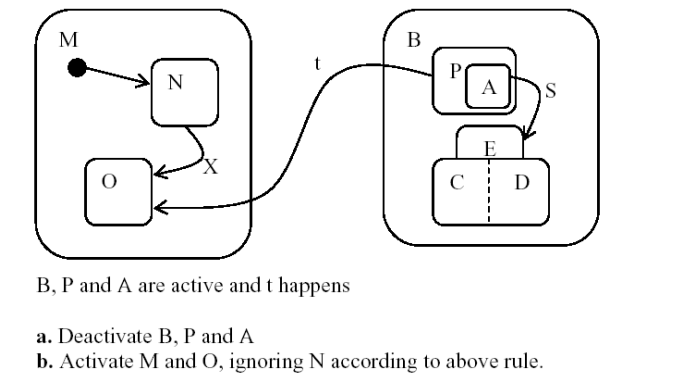 M
N
X
O
t
B
P
A
S
E
C
D
B, P and A are active and t happens
a. Deactivate B, P and A
b. Activate M and O, ignoring N according to above rule.